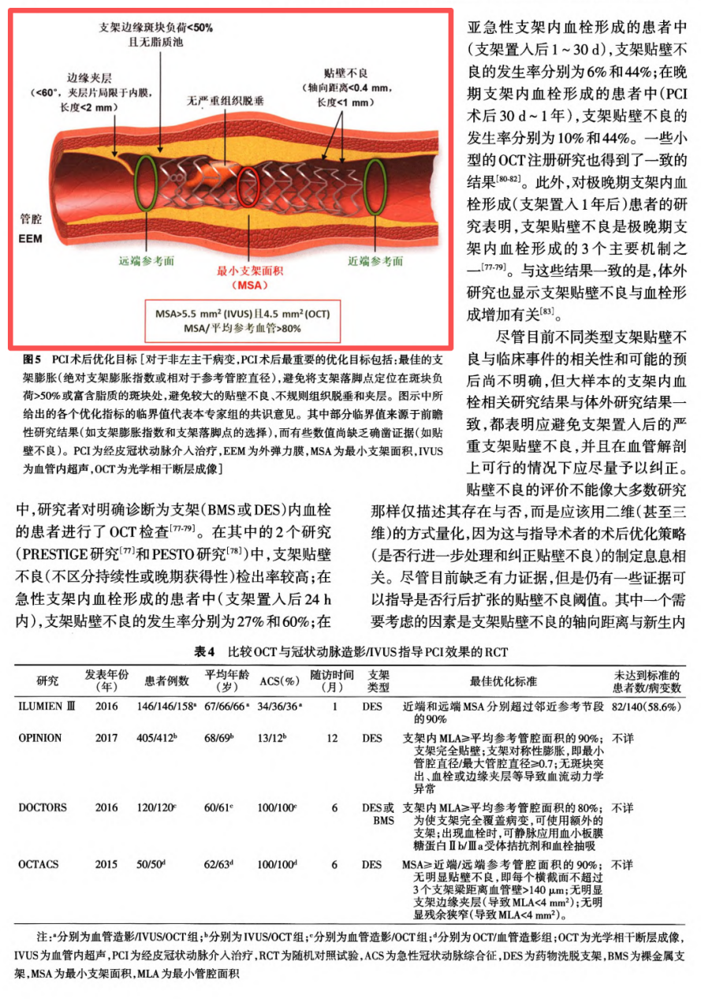 支架边缘斑块负荷<50%
且无脂质池
边缘夹层
(<60°，夹层片局限于内膜，
长度<2 mm)
无严重组织脱垂
贴壁不良
(轴向距离<0.4 mm，
长度<1 mm)
管腔
EEM
远端参考面
最小支架面积
(MSA)
近端参考面
MSA>5.5 mm² (IVUS)且4.5 mm² (OCT)
MSA/平均参考血管>80%
图5 PCI术后优化目标[对于非左主干病变,PCI术后最重要的优化目标包括:最佳的支
架膨胀(绝对支架膨胀指数或相对于参考管腔直径),避免将支架落脚点定位在斑块负
荷>50%或富含脂质的斑块处,避免较大的贴壁不良、不规则组织脱垂和夹层。图示中所
给出的各个优化指标的临界值代表本专家组的共识意见。其中部分临界值来源于前瞻
性研究结果(如支架膨胀指数和支架落脚点的选择),而有些数值尚缺乏确凿证据(如贴
壁不良)。PCI为经皮冠状动脉介入治疗,EEM为外弹力膜,MSA为最小支架面积,IVUS
为血管内超声,OCT为光学相干断层成像]
中,研究者对明确诊断为支架(BMS或DES)内血栓
的患者进行了OCT检查[77-79]。在其中的2个研究
(PRESTIGE研究[77]和PESTO研究[78])中,支架贴壁
不良(不区分持续性或晚期获得性)检出率较高;在
急性支架内血栓形成的患者中(支架置入后24 h
内),支架贴壁不良的发生率分别为27%和60%;在
亚急性支架内血栓形成的患者中
(支架置入后1~30 d),支架贴壁不
良的发生率分别为6%和44%;在晚
期支架内血栓形成的患者中(PCI
术后30 d~1年),支架贴壁不良的
发生率分别为10%和44%。一些小
型的OCT注册研究也得到了一致的
结果[80-82]。此外,对极晚期支架内血
栓形成(支架置入1年后)患者的研
究表明,支架贴壁不良是极晚期支
架内血栓形成的3个主要机制之
一[77-79]。与这些结果一致的是,体外
研究也显示支架贴壁不良与血栓形
成增加有关[83]。
尽管目前不同类型支架贴壁不
良与临床事件的相关性和可能的预
后尚不明确,但大样本的支架内血
栓相关研究结果与体外研究结果一
致,都表明应避免支架置入后的严
重支架贴壁不良,并且在血管解剖
上可行的情况下应尽量予以纠正。
贴壁不良的评价不能像大多数研究
那样仅描述其存在与否,而是应该用二维(甚至三
维)的方式量化,因为这与指导术者的术后优化策略
(是否行进一步处理和纠正贴壁不良)的制定息息相
关。尽管目前缺乏有力证据,但是仍有一些证据可
以指导是否行后扩张的贴壁不良阈值。其中一个需
要考虑的因素是支架贴壁不良的轴向距离与新生内
表4 比较OCT与冠状动脉造影/IVUS指导PCI效果的RCT
研究 发表年份(年) 患者例数 平均年龄(岁) ACS(%) 随访时间(月) 支架类型 最佳优化标准 未达到标准的患者数/病变数
ILUMIEN Ⅲ 2016 146/146/158ª 67/66/66ª 34/36/36ª 1 DES 近端和远端MSA分别超过邻近参考节段 82/140(58.6%)
的90%
OPINION 2017 405/412ᵇ 68/69ᵇ 13/12ᵇ 12 DES 支架内MLA≥平均参考管腔面积的90%; 不详
支架完全贴壁;支架对称性膨胀,即最小
管腔直径/最大管腔直径≥0.7;无斑块突
出、血栓或边缘夹层等导致血流动力学
异常
DOCTORS 2016 120/120ᶜ 60/61ᶜ 100/100ᶜ 6 DES或BMS 支架内MLA≥平均参考管腔面积的80%; 不详
为使支架完全覆盖病变,可使用额外的
支架;出现血栓时,可静脉应用血小板膜
糖蛋白Ⅱb/Ⅲa受体拮抗剂和血栓抽吸
OCTACS 2015 50/50ᵈ 62/63ᵈ 100/100ᵈ 6 DES MSA≥近端/远端参考管腔面积的90%; 不详
无明显贴壁不良,即每个横截面不超过
3个支架梁距离血管壁>140 μm;无明显
支架边缘夹层(导致MLA<4 mm²);无明
显残余狭窄(导致MLA<4 mm²)。
注:ª分别为血管造影/IVUS/OCT组;ᵇ分别为IVUS/OCT组;ᶜ分别为血管造影/OCT组;ᵈ分别为OCT/血管造影组;OCT为光学相干断层成像,
IVUS为血管内超声,PCI为经皮冠状动脉介入治疗,RCT为随机对照试验,ACS为急性冠状动脉综合征,DES为药物洗脱支架,BMS为裸金属支
架,MSA为最小支架面积,MLA为最小管腔面积